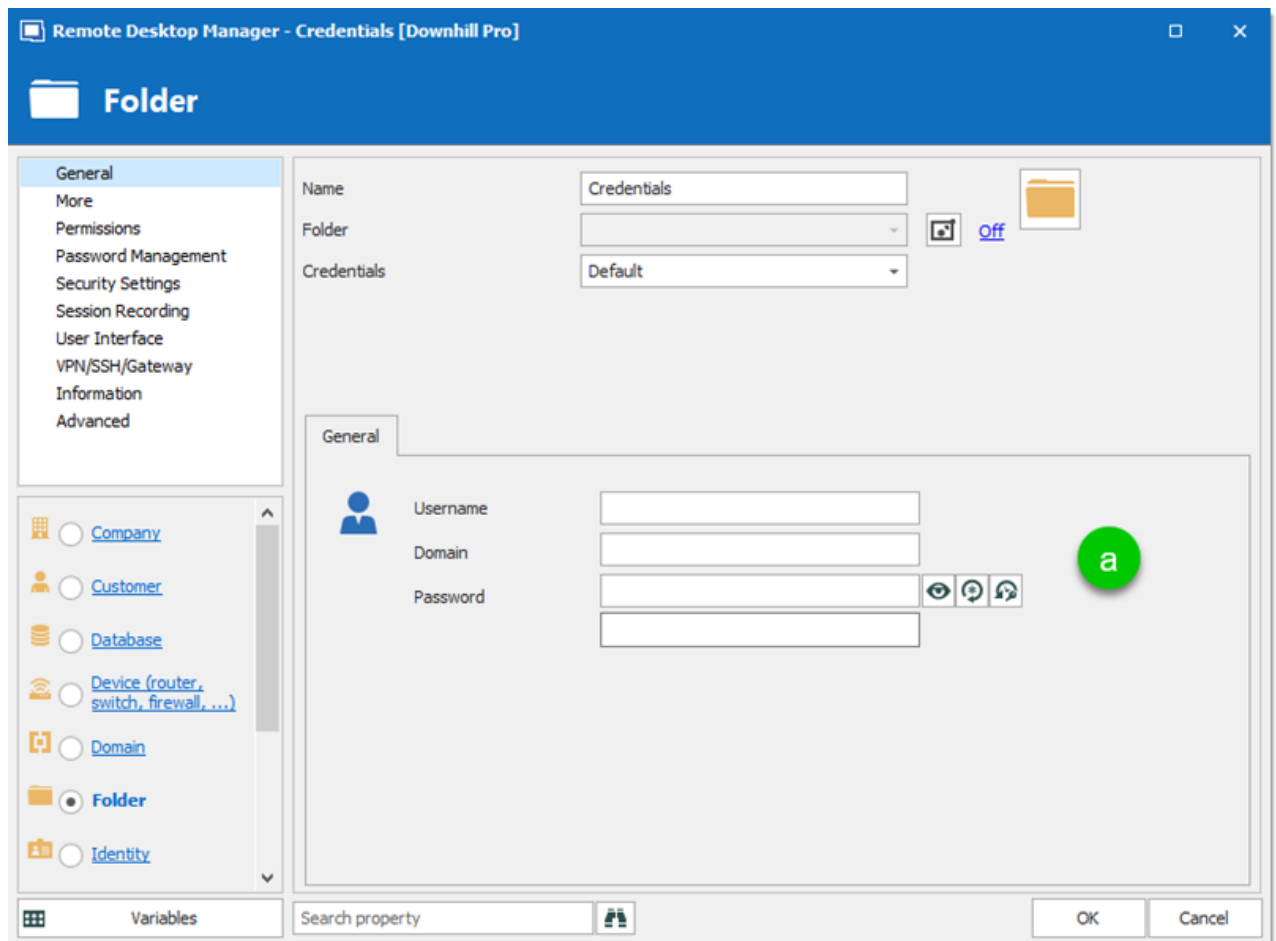 Remote Desktop Manager - Credentials [Downhill Pro]
Folder
General
More
Permissions
Password Management
Security Settings
Session Recording
User Interface
VPN/SSH/Gateway
Information
Advanced
Company
Customer
Database
Device (router,
switch, firewall, ...)
Domain
Folder
Identity
Variables
Name
Credentials
Folder
Off
Credentials
Default
General
Username
Domain
Password
a
Search property
OK
Cancel